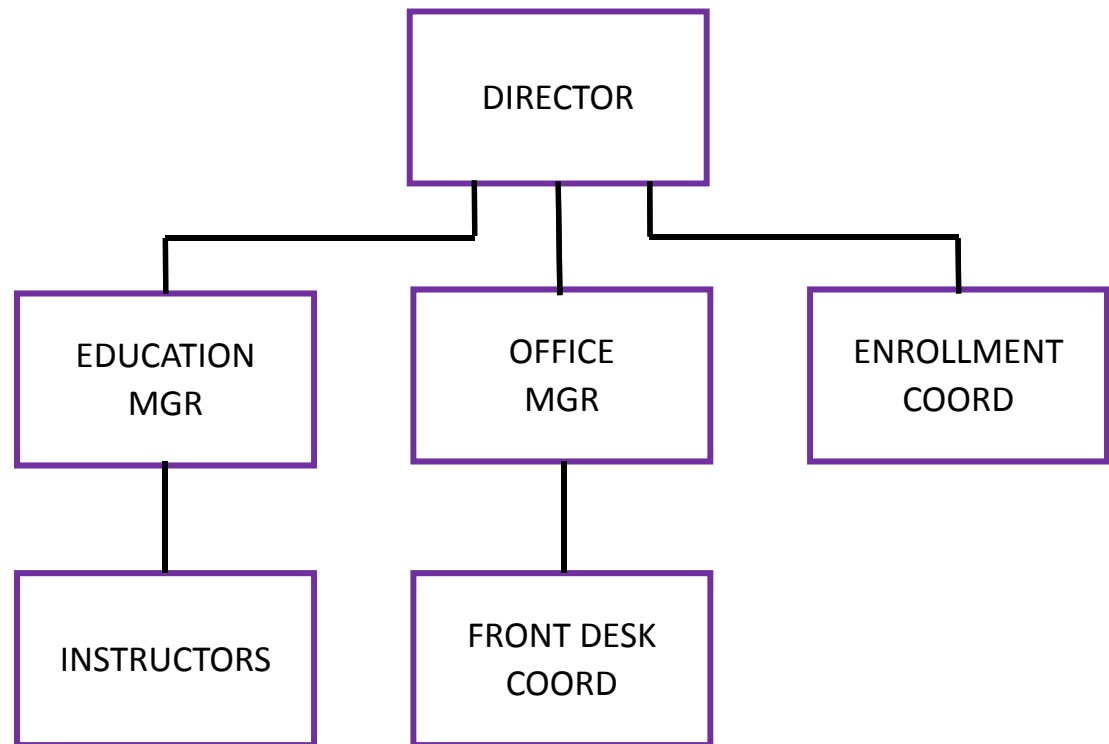 DIRECTOR
EDUCATION
MGR
OFFICE
MGR
ENROLLMENT
COORD
INSTRUCTORS
FRONT DESK
COORD